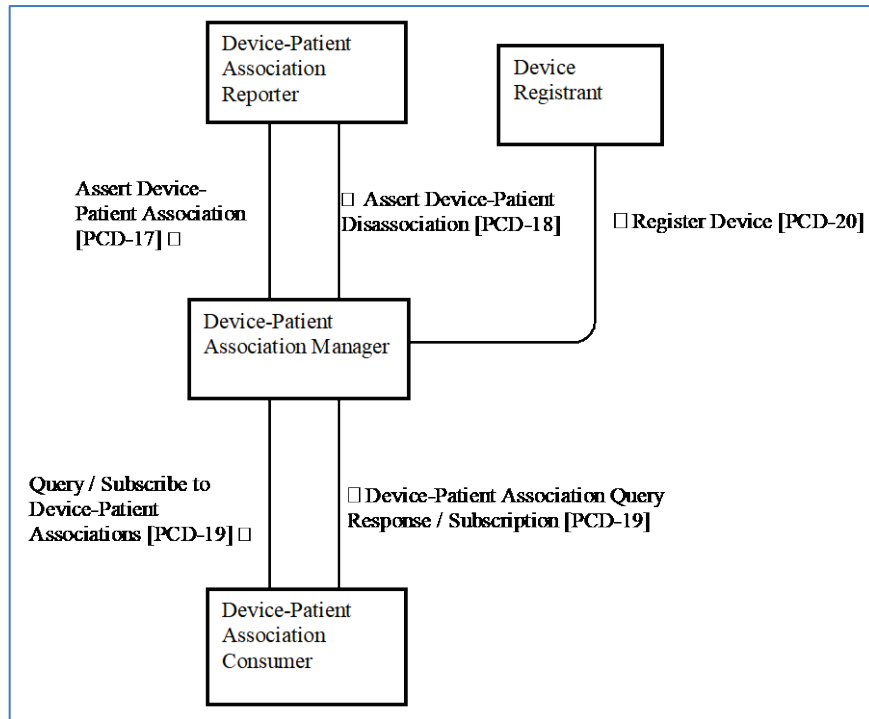 Device-Patient
Association
Reporter
Device
Registrant
Assert Device-
Patient Association
[PCD-17] □
□ Assert Device-Patient
Disassociation [PCD-18]
□ Register Device [PCD-20]
Device-Patient
Association Manager
Query / Subscribe to
Device-Patient
Associations [PCD-19] □
□ Device-Patient Association Query
Response / Subscription [PCD-19]
Device-Patient
Association
Consumer